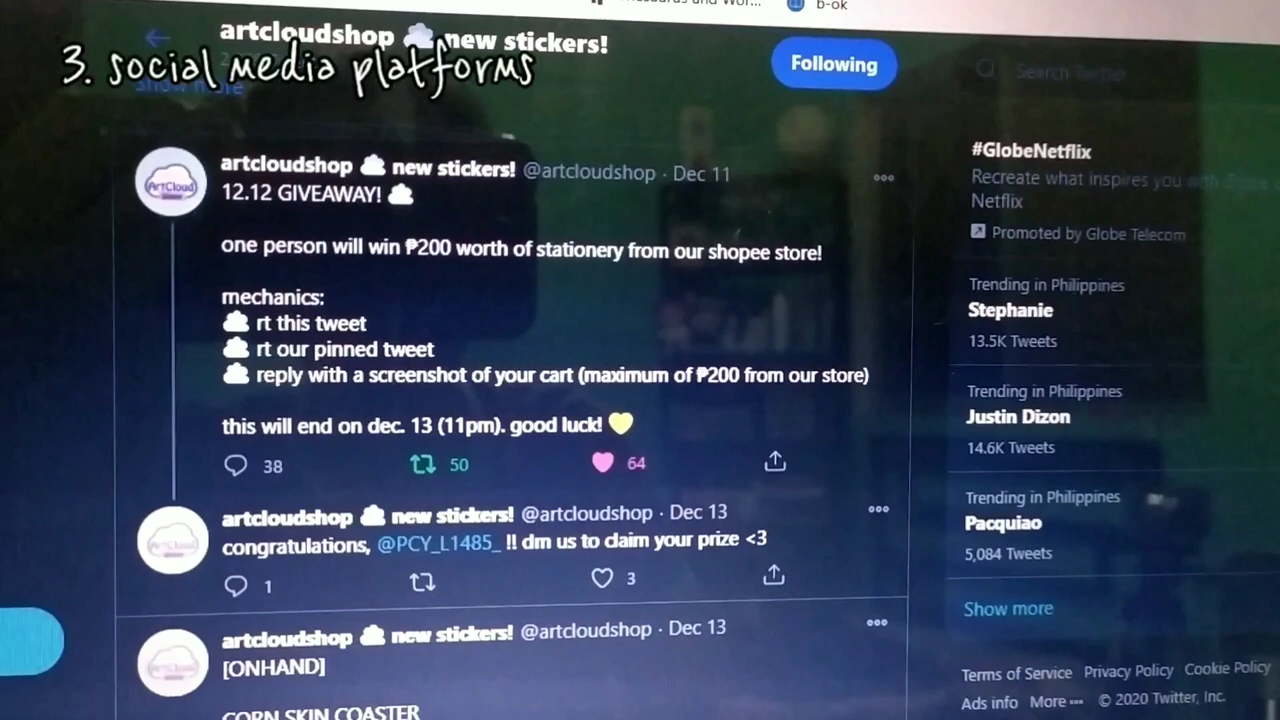 b-ok
artcloudshop ☁ new stickers!
Following
3. social media platforms
Show more
Search Twitter
artcloudshop ☁ new stickers! @artcloudshop · Dec 11
12.12 GIVEAWAY! ☁
one person will win ₱200 worth of stationery from our shopee store!
mechanics:
☁ rt this tweet
☁ rt our pinned tweet
☁ reply with a screenshot of your cart (maximum of ₱200 from our store)
this will end on dec. 13 (11pm). good luck! 💛
38 50 64
ArtCloud
artcloudshop ☁ new stickers! @artcloudshop · Dec 13
congratulations, @PCY_L1485_ !! dm us to claim your prize <3
1 3
ArtCloud
artcloudshop ☁ new stickers! @artcloudshop · Dec 13
[ONHAND]
CORN SKIN COASTER
ArtCloud
#GlobeNetflix
Recreate what inspires you with
Netflix
Promoted by Globe Telecom
Trending in Philippines
Stephanie
13.5K Tweets
Trending in Philippines
Justin Dizon
14.6K Tweets
Trending in Philippines
Pacquiao
5,084 Tweets
Show more
Terms of Service Privacy Policy Cookie Policy
Ads info More ••• © 2020 Twitter, Inc.